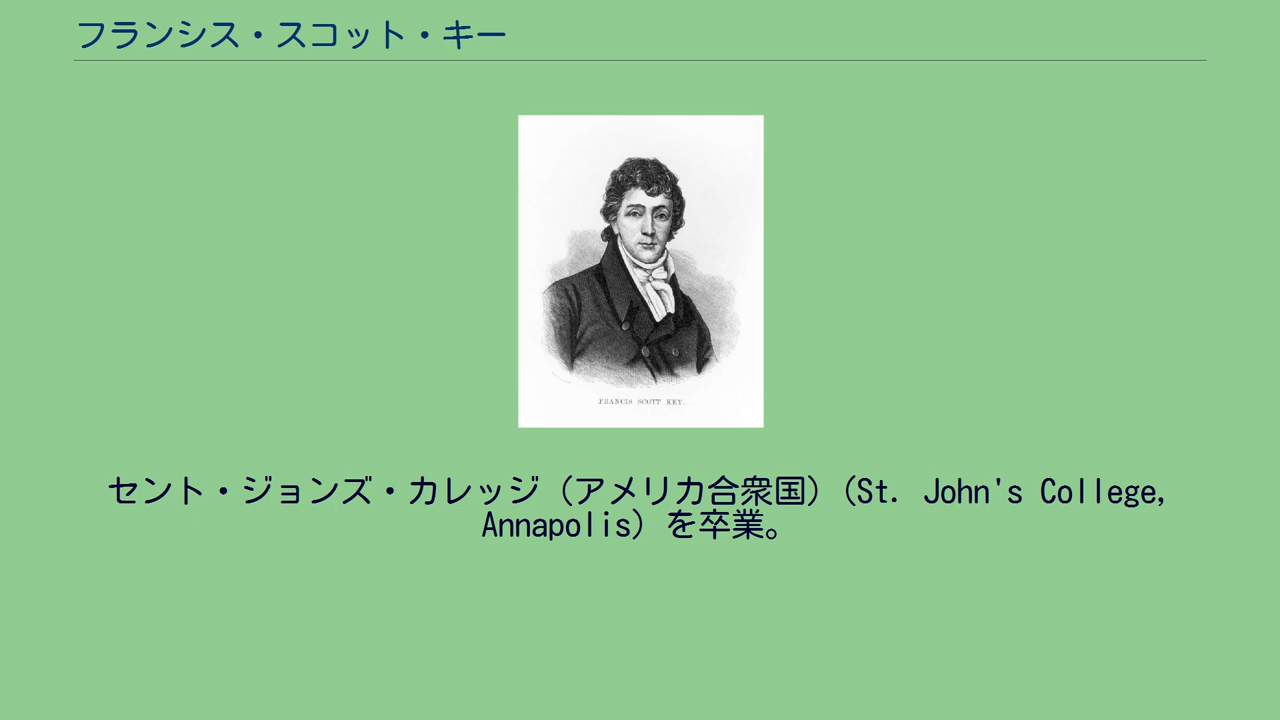 フランシス・スコット・キー
FRANCIS SCOTT KEY.
セント・ジョンズ・カレッジ（アメリカ合衆国）(St. John's College,
Annapolis) を卒業。